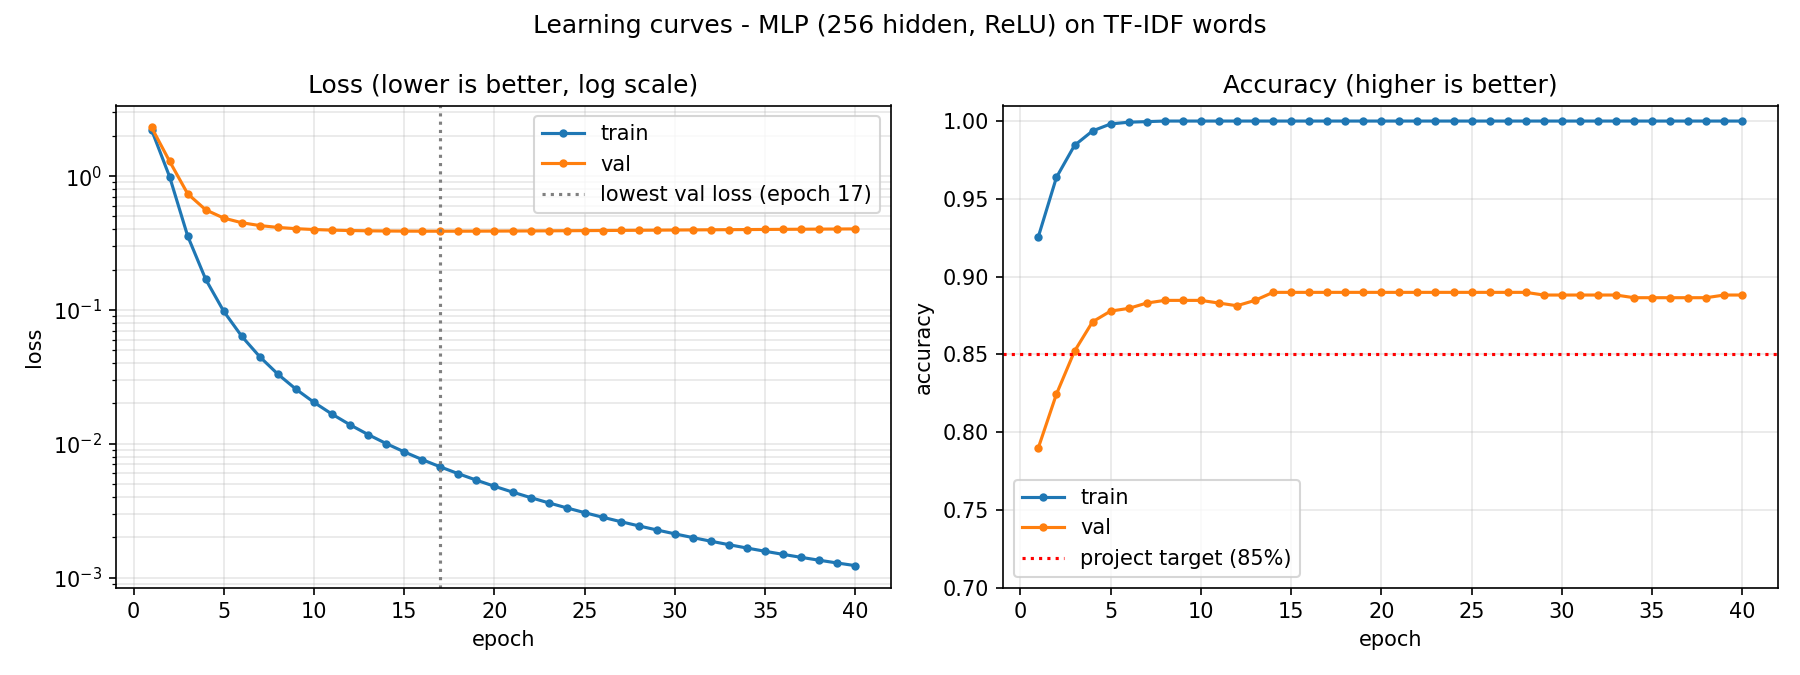 Learning curves - MLP (256 hidden, ReLU) on TF-IDF words
Loss (lower is better, log scale)
train
val
lowest val loss (epoch 17)
10⁰
10⁻¹
10⁻²
10⁻³
loss
0 5 10 15 20 25 30 35 40
epoch
Accuracy (higher is better)
1.00
0.95
0.90
0.85
0.80
0.75
0.70
accuracy
train
val
project target (85%)
0 5 10 15 20 25 30 35 40
epoch